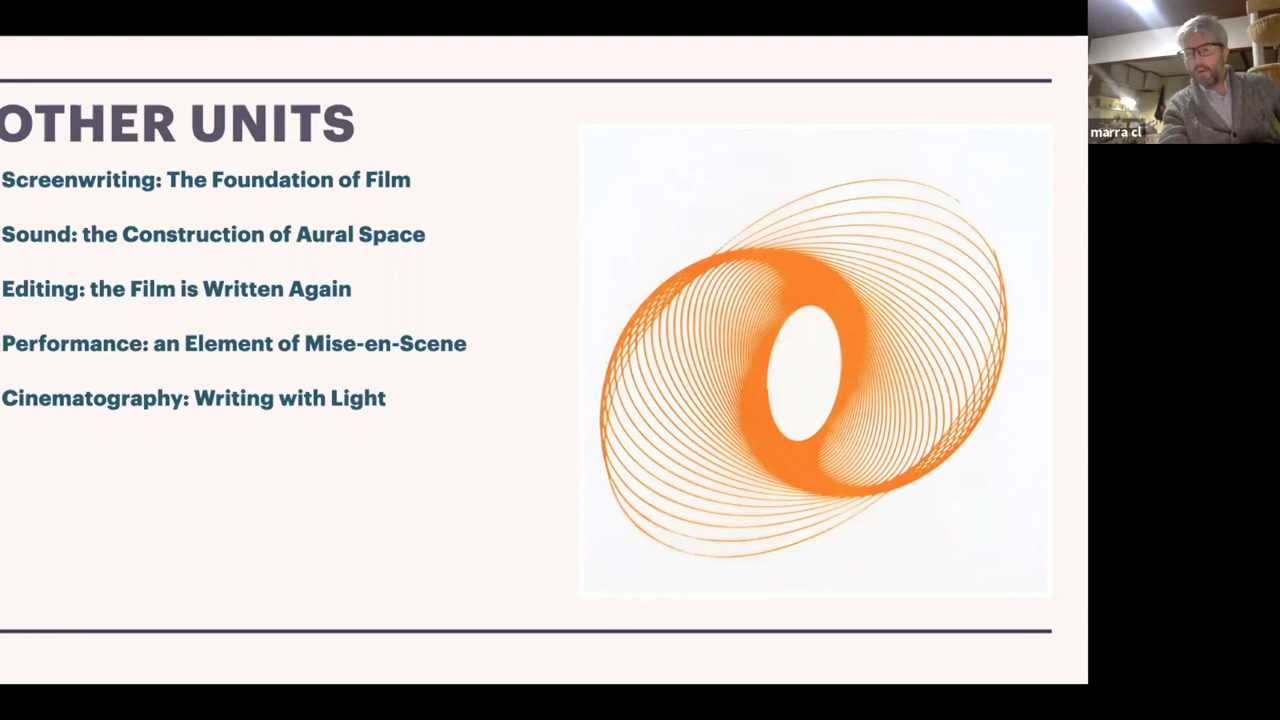 OTHER UNITS
Screenwriting: The Foundation of Film
Sound: the Construction of Aural Space
Editing: the Film is Written Again
Performance: an Element of Mise-en-Scene
Cinematography: Writing with Light
marra cl